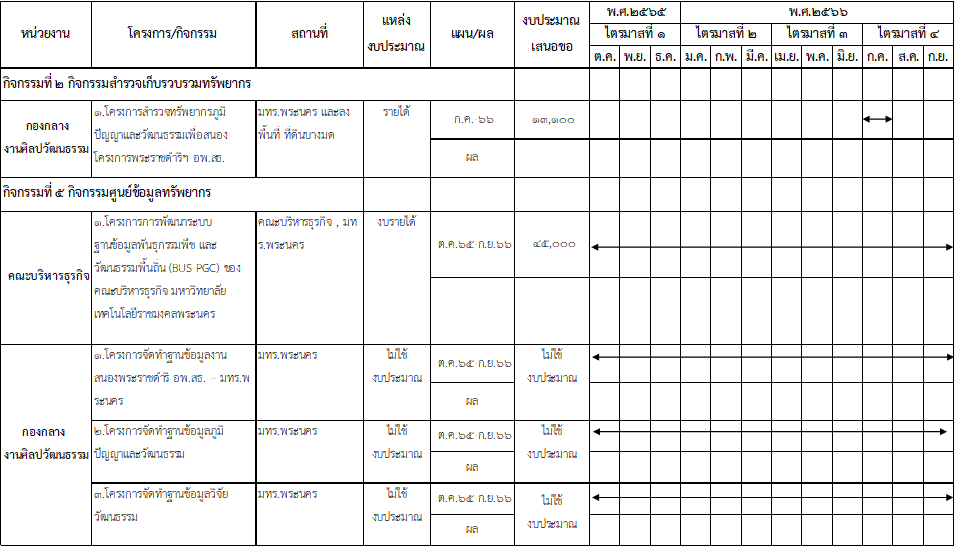 หน่วยงาน
โครงการ/กิจกรรม
สถานที่
แหล่ง
งบประมาณ
แผน/ผล
งบประมาณ
เสนอขอ
พ.ศ.๒๕๖๕
พ.ศ.๒๕๖๖
ไตรมาสที่ ๑
ไตรมาสที่ ๒
ไตรมาสที่ ๓
ไตรมาสที่ ๔
ต.ค. พ.ย. ธ.ค. ม.ค. ก.พ. มี.ค. เม.ย. พ.ค. มิ.ย. ก.ค. ส.ค. ก.ย.
กิจกรรมที่ ๒ กิจกรรมสำรวจเก็บรวบรวมทรัพยากร
กองกลาง
งานศิลปวัฒนธรรม
๑.โครงการสำรวจทรัพยากรภูมิ
ปัญญาและวัฒนธรรมเพื่อสนอง
โครงการพระราชดำริฯ อพ.สธ.
มทร.พระนคร และลง
พื้นที่ ที่ดินบางมด
รายได้
ก.ค. ๖๖
ผล
๑๓,๑๐๐
กิจกรรมที่ ๕ กิจกรรมศูนย์ข้อมูลทรัพยากร
คณะบริหารธุรกิจ
๑.โครงการการพัฒนาระบบ
ฐานข้อมูลพันธุกรรมพืช และ
วัฒนธรรมพื้นถิ่น (BUS PGC) ของ
คณะบริหารธุรกิจ มหาวิทยาลัย
เทคโนโลยีราชมงคลพระนคร
คณะบริหารธุรกิจ , มท
ร.พระนคร
งบรายได้
ต.ค.๖๕ ก.ย.๖๖
๔๕,๐๐๐
กองกลาง
งานศิลปวัฒนธรรม
๑.โครงการจัดทำฐานข้อมูลงาน
สนองพระราชดำริ อพ.สธ. – มทร.พ
ระนคร
มทร.พระนคร
ไม่ใช้
งบประมาณ
ต.ค.๖๕ ก.ย.๖๖
ผล
ไม่ใช้
งบประมาณ
๒.โครงการจัดทำฐานข้อมูลภูมิ
ปัญญาและวัฒนธรรม
มทร.พระนคร
ไม่ใช้
งบประมาณ
ต.ค.๖๕ ก.ย.๖๖
ผล
ไม่ใช้
งบประมาณ
๓.โครงการจัดทำฐานข้อมูลวิจัย
วัฒนธรรม
มทร.พระนคร
ไม่ใช้
งบประมาณ
ต.ค.๖๕ ก.ย.๖๖
ผล
ไม่ใช้
งบประมาณ